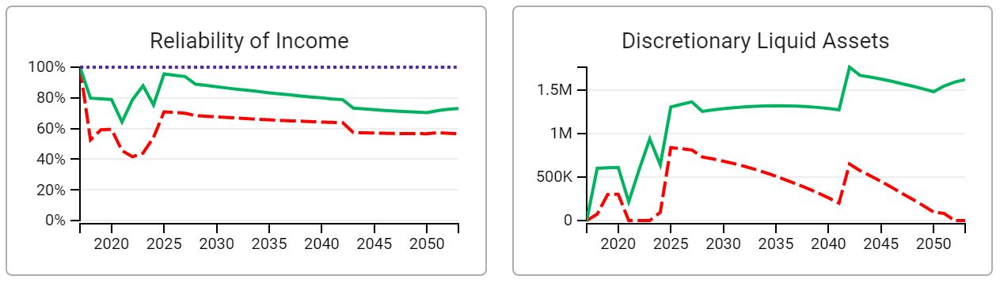 Reliability of Income
100%
80%
60%
40%
20%
0%
2020 2025 2030 2035 2040 2045 2050
Discretionary Liquid Assets
1.5M
1M
500K
0
2020 2025 2030 2035 2040 2045 2050